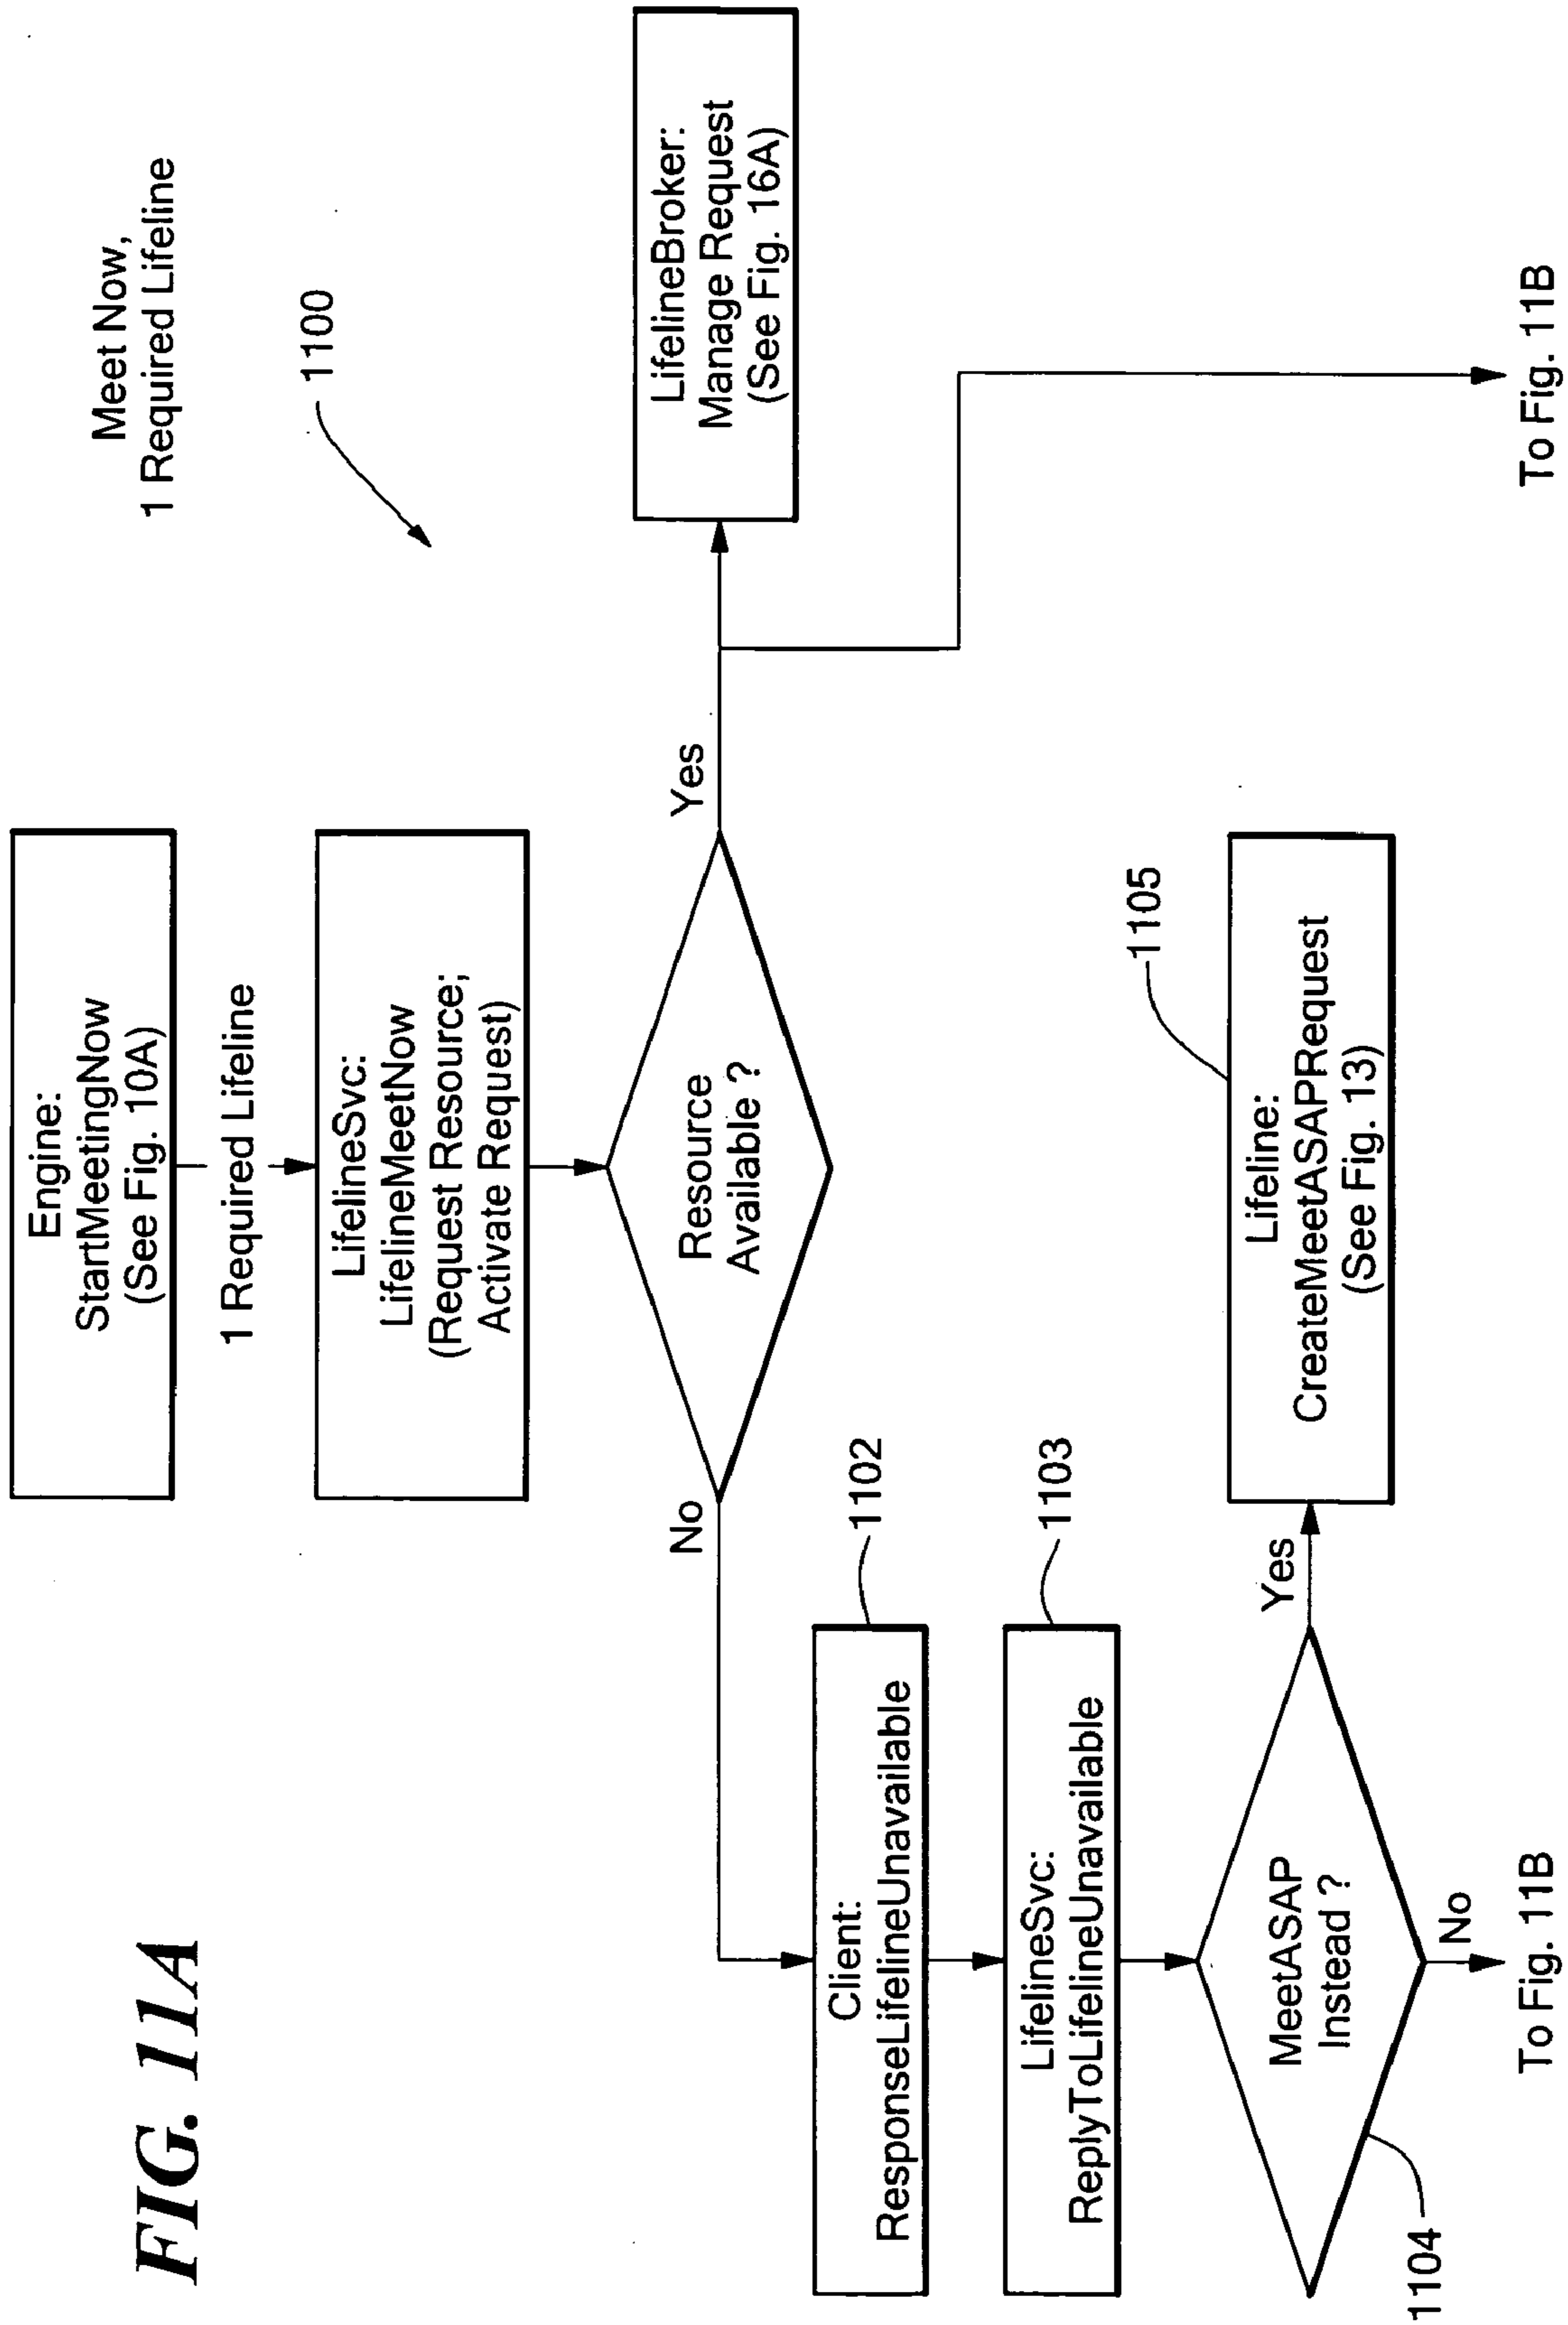 FIG. 11A
Meet Now,
1 Required Lifeline
1100
Engine:
StartMeetingNow
(See Fig. 10A)
1 Required Lifeline
LifelineSvc:
LifelineMeetNow
(Request Resource;
Activate Request)
Resource
Available ?
No
Yes
LifelineBroker:
Manage Request
(See Fig. 16A)
Client:
ResponseLifelineUnavailable
1102
LifelineSvc:
ReplyToLifelineUnavailable
1103
MeetASAP
Instead ?
1104
Yes
Lifeline:
CreateMeetASAPRequest
(See Fig. 13)
1105
No
To Fig. 11B
To Fig. 11B